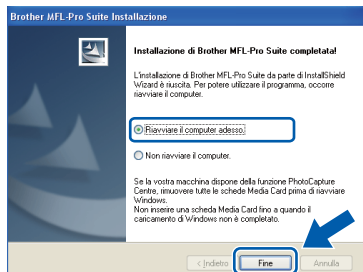 Brother MFL-Pro Suite Installazione
Installazione di Brother MFL-Pro Suite completata!
L'installazione di Brother MFL-Pro Suite da parte di InstallShield
Wizard è riuscita. Per potere utilizzare il programma, occorre
riavviare il computer.
Riavviare il computer adesso.
Non riavviare il computer.
Se la vostra macchina dispone della funzione PhotoCapture
Centre, rimuovere tutte le schede Media Card prima di riavviare
Windows.
Non inserire una scheda Media Card fino a quando il
caricamento di Windows non è completato.
< Indietro Fine Annulla